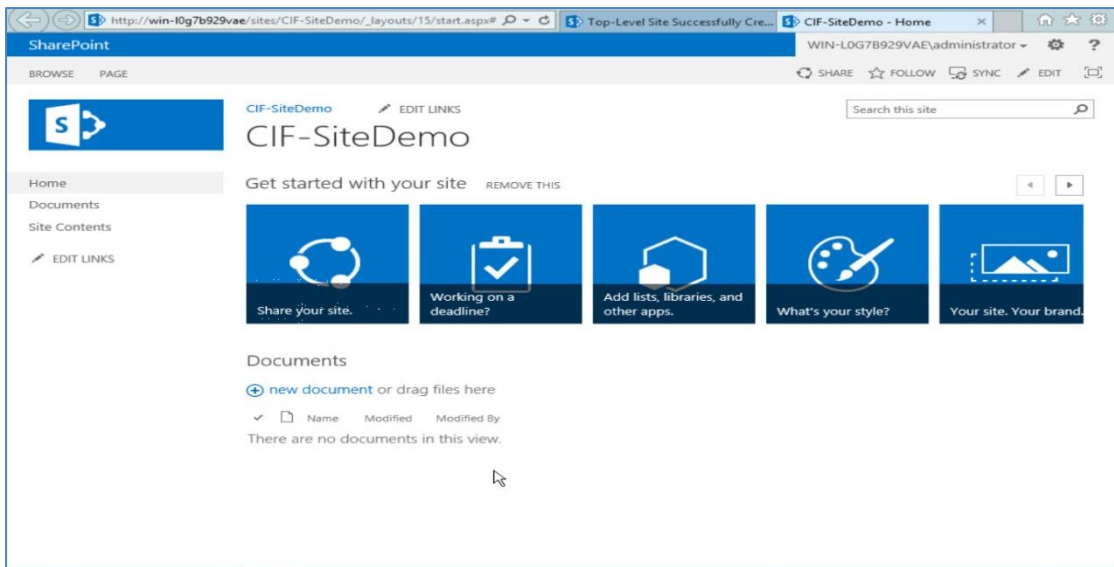 http://win-l0g7b929vae/sites/CIF-SiteDemo/_layouts/15/start.aspx#
Top-Level Site Successfully Cre...
CIF-SiteDemo - Home
SharePoint
WIN-L0G7B929VAE\administrator
?
BROWSE PAGE
SHARE FOLLOW SYNC EDIT
S
CIF-SiteDemo EDIT LINKS
Search this site
CIF-SiteDemo
Home
Documents
Site Contents
EDIT LINKS
Get started with your site REMOVE THIS
Share your site.
Working on a
deadline?
Add lists, libraries, and
other apps.
What's your style?
Your site. Your brand.
Documents
new document or drag files here
Name Modified Modified By
There are no documents in this view.